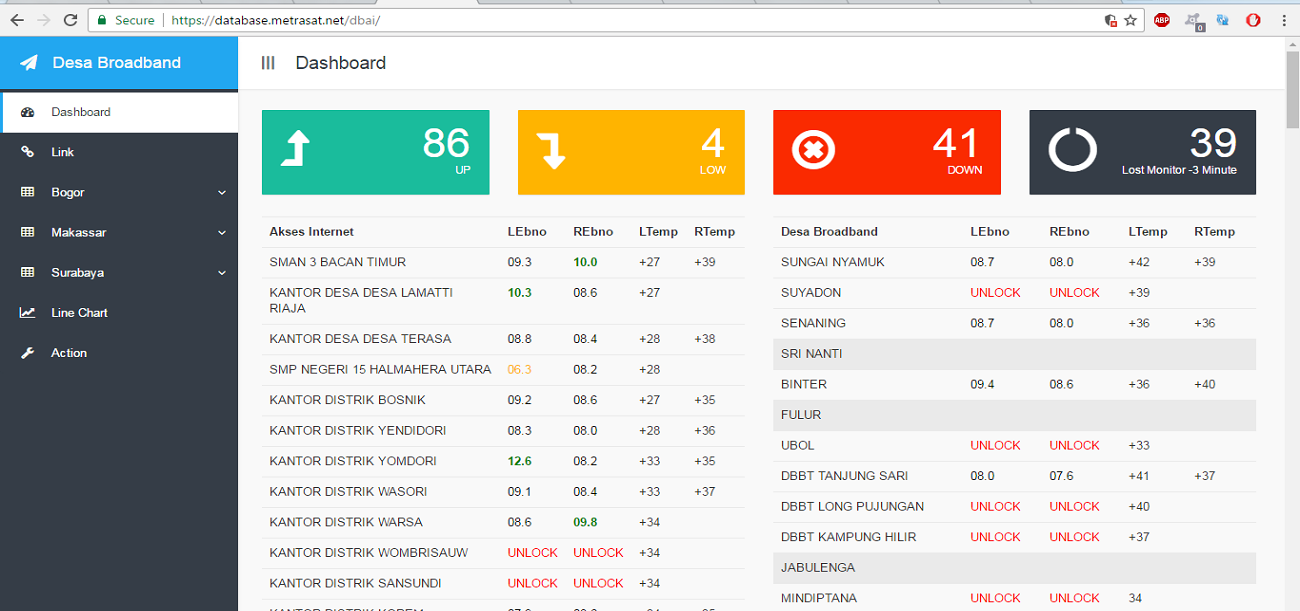 Secure https://database.metrasat.net/dbai/
ABP
0
Desa Broadband
Dashboard
Dashboard
Link
Bogor
Makassar
Surabaya
Line Chart
Action
86
UP
4
LOW
41
DOWN
39
Lost Monitor -3 Minute
Akses Internet LEbno REbno LTemp RTemp
SMAN 3 BACAN TIMUR 09.3 10.0 +27 +39
KANTOR DESA DESA LAMATTI 10.3 08.6 +27
RIAJA
KANTOR DESA DESA TERASA 08.8 08.4 +28 +38
SMP NEGERI 15 HALMAHERA UTARA 06.3 08.2 +28
KANTOR DISTRIK BOSNIK 09.2 08.6 +27 +35
KANTOR DISTRIK YENDIDORI 08.3 08.0 +28 +36
KANTOR DISTRIK YOMDORI 12.6 08.2 +33 +35
KANTOR DISTRIK WASORI 09.1 08.4 +33 +37
KANTOR DISTRIK WARSA 08.6 09.8 +34
KANTOR DISTRIK WOMBRISAUW UNLOCK UNLOCK +34
KANTOR DISTRIK SANSUNDI UNLOCK UNLOCK +34
Desa Broadband LEbno REbno LTemp RTemp
SUNGAI NYAMUK 08.7 08.0 +42 +39
SUYADON UNLOCK UNLOCK +39
SENANING 08.7 08.0 +36 +36
SRI NANTI
BINTER 09.4 08.6 +36 +40
FULUR
UBOL UNLOCK UNLOCK +33
DBBT TANJUNG SARI 08.0 07.6 +41 +37
DBBT LONG PUJUNGAN UNLOCK UNLOCK +40
DBBT KAMPUNG HILIR UNLOCK UNLOCK +37
JABULENGA
MINDIPTANA UNLOCK UNLOCK 34